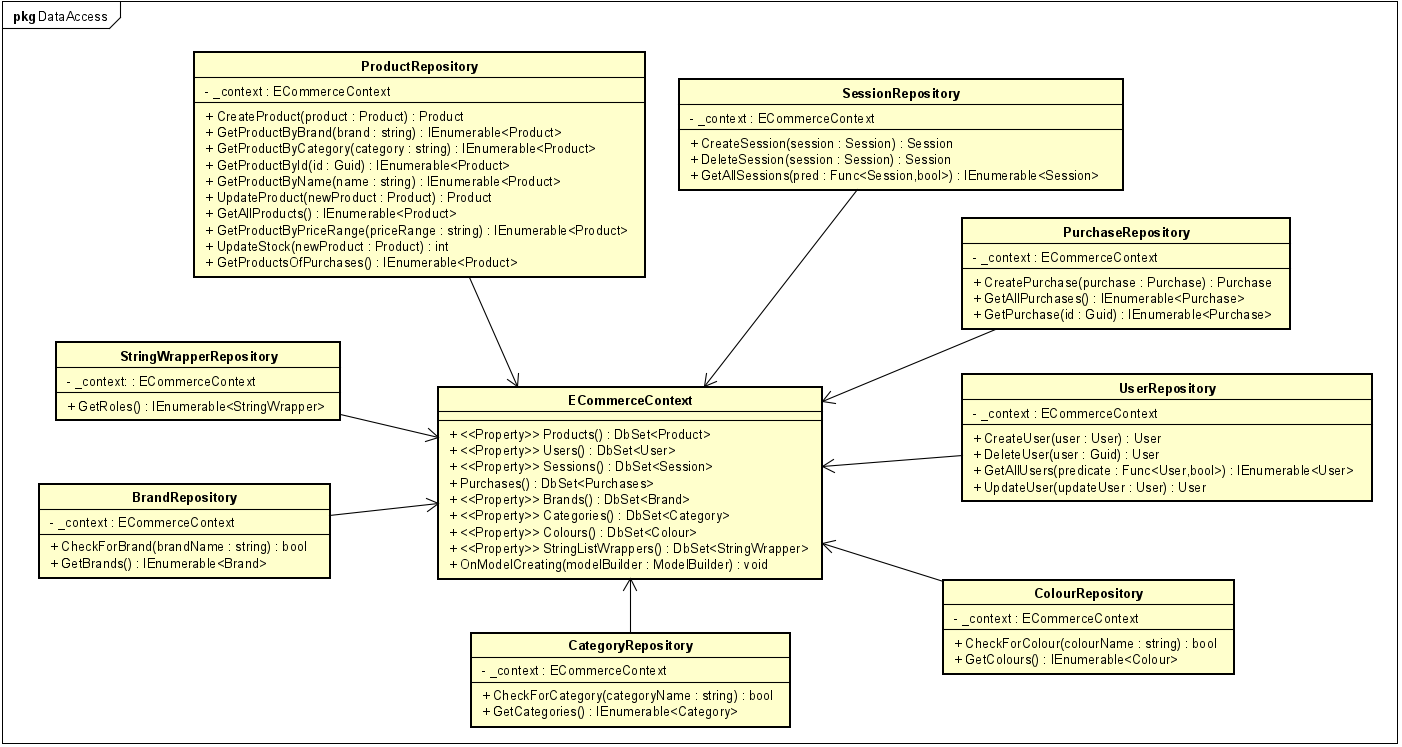 pkg DataAccess
ProductRepository
- _context : ECommerceContext
+ CreateProduct(product : Product) : Product
+ GetProductByBrand(brand : string) : IEnumerable<Product>
+ GetProductByCategory(category : string) : IEnumerable<Product>
+ GetProductById(id : Guid) : IEnumerable<Product>
+ GetProductByName(name : string) : IEnumerable<Product>
+ UpdateProduct(newProduct : Product) : Product
+ GetAllProducts() : IEnumerable<Product>
+ GetProductByPriceRange(priceRange : string) : IEnumerable<Product>
+ UpdateStock(newProduct : Product) : int
+ GetProductsOfPurchases() : IEnumerable<Product>
SessionRepository
- _context : ECommerceContext
+ CreateSession(session : Session) : Session
+ DeleteSession(session : Session) : Session
+ GetAllSessions(pred : Func<Session,bool>) : IEnumerable<Session>
PurchaseRepository
- _context : ECommerceContext
+ CreatePurchase(purchase : Purchase) : Purchase
+ GetAllPurchases() : IEnumerable<Purchase>
+ GetPurchase(id : Guid) : IEnumerable<Purchase>
StringWrapperRepository
- _context: : ECommerceContext
+ GetRoles() : IEnumerable<StringWrapper>
ECommerceContext
+ <<Property>> Products() : DbSet<Product>
+ <<Property>> Users() : DbSet<User>
+ <<Property>> Sessions() : DbSet<Session>
+ Purchases() : DbSet<Purchases>
+ <<Property>> Brands() : DbSet<Brand>
+ <<Property>> Categories() : DbSet<Category>
+ <<Property>> Colours() : DbSet<Colour>
+ <<Property>> StringListWrappers() : DbSet<StringWrapper>
+ OnModelCreating(modelBuilder : ModelBuilder) : void
UserRepository
- _context : ECommerceContext
+ CreateUser(user : User) : User
+ DeleteUser(user : Guid) : User
+ GetAllUsers(predicate : Func<User,bool>) : IEnumerable<User>
+ UpdateUser(updateUser : User) : User
BrandRepository
- _context : ECommerceContext
+ CheckForBrand(brandName : string) : bool
+ GetBrands() : IEnumerable<Brand>
ColourRepository
- _context : ECommerceContext
+ CheckForColour(colourName : string) : bool
+ GetColours() : IEnumerable<Colour>
CategoryRepository
- _context : ECommerceContext
+ CheckForCategory(categoryName : string) : bool
+ GetCategories() : IEnumerable<Category>